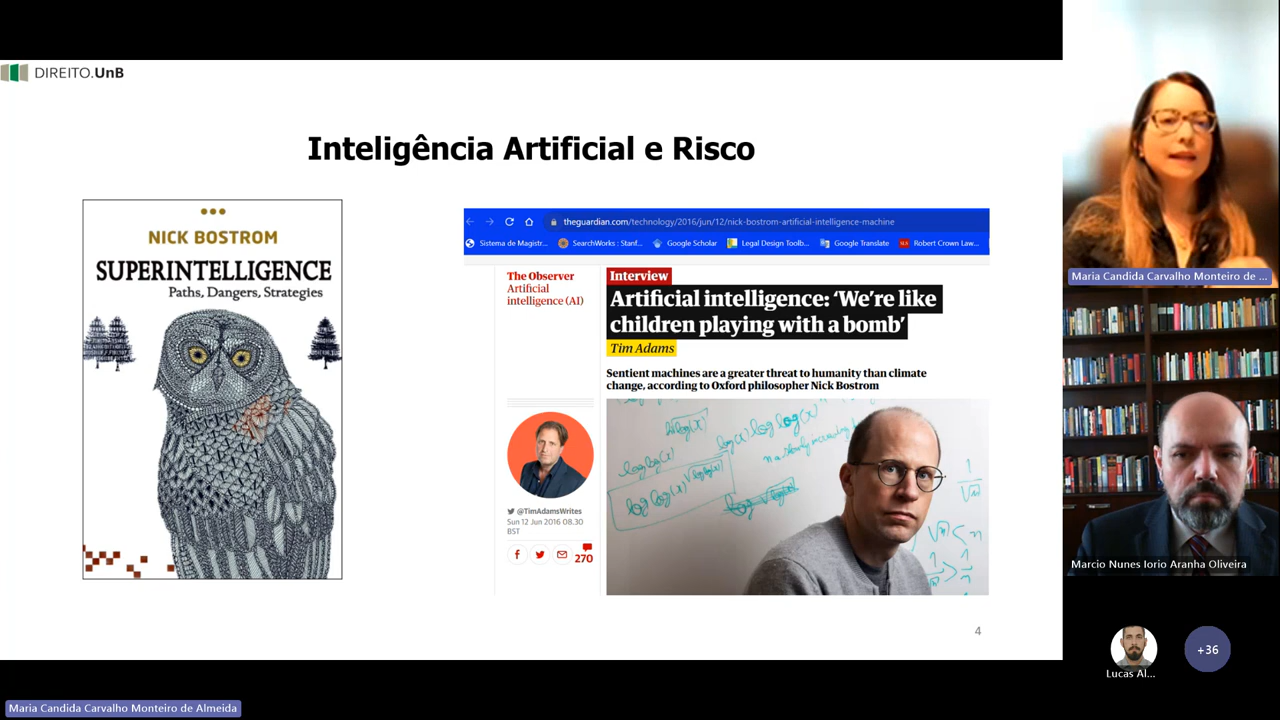 DIREITO.UnB
Inteligência Artificial e Risco
NICK BOSTROM
SUPERINTELLIGENCE
Paths, Dangers, Strategies
theguardian.com/technology/2016/jun/12/nick-bostrom-artificial-intelligence-machine
Sistema de Magistr...
SearchWorks : Stanf...
Google Scholar
Legal Design Toolb...
Google Translate
Robert Crown Law...
The Observer
Artificial
intelligence (AI)
Interview
Artificial intelligence: ‘We’re like
children playing with a bomb’
Tim Adams
Sentient machines are a greater threat to humanity than climate
change, according to Oxford philosopher Nick Bostrom
@TimAdamsWrites
Sun 12 Jun 2016 08.30
BST
270
4
Maria Candida Carvalho Monteiro de ...
Marcio Nunes Iorio Aranha Oliveira
Lucas Al...
+36
Maria Candida Carvalho Monteiro de Almeida